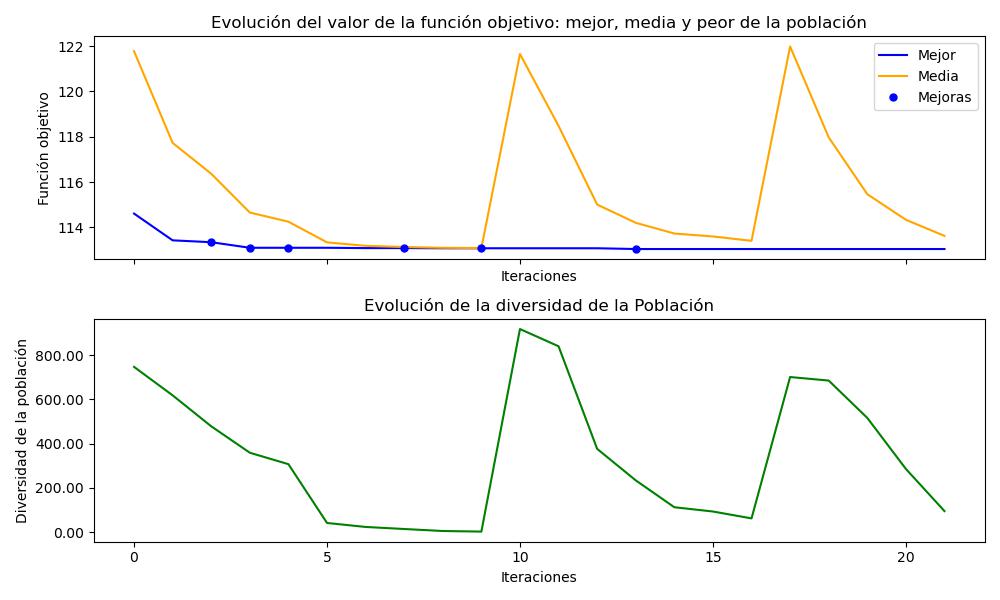 Evolución del valor de la función objetivo: mejor, media y peor de la población
122
120
118
116
114
Función objetivo
Mejor
Media
Mejoras
Iteraciones
Evolución de la diversidad de la Población
800.00
600.00
400.00
200.00
0.00
Diversidad de la población
0 5 10 15 20
Iteraciones